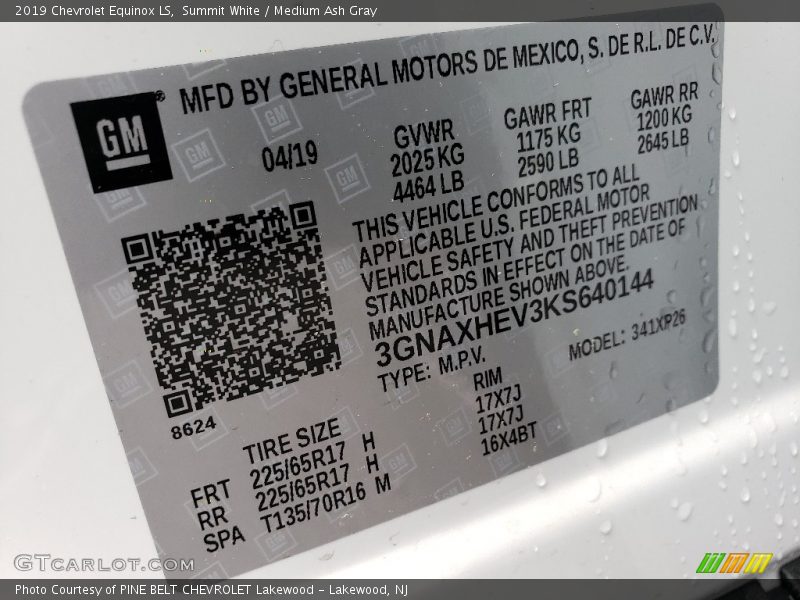 2019 Chevrolet Equinox LS, Summit White / Medium Ash Gray
GM
MFD BY GENERAL MOTORS DE MEXICO, S. DE R.L. DE C.V.
04/19
GVWR
2025 KG
4464 LB
GAWR FRT
1175 KG
2590 LB
GAWR RR
1200 KG
2645 LB
THIS VEHICLE CONFORMS TO ALL
APPLICABLE U.S. FEDERAL MOTOR
VEHICLE SAFETY AND THEFT PREVENTION
STANDARDS IN EFFECT ON THE DATE OF
MANUFACTURE SHOWN ABOVE.
3GNAXHEV3KS640144
TYPE: M.P.V.
MODEL: 341XP26
8624
TIRE SIZE RIM
FRT 225/65R17 H 17X7J
RR 225/65R17 H 17X7J
SPA T135/70R16 M 16X4BT
GTcarlot.com
Photo Courtesy of PINE BELT CHEVROLET Lakewood - Lakewood, NJ